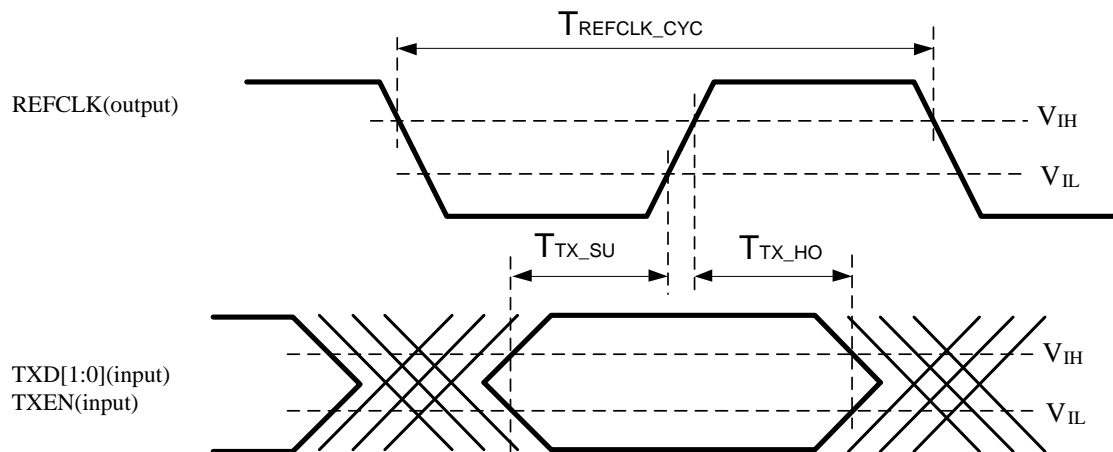 TREFCLK_CYC
REFCLK(output)
VIH
VIL
TTX_SU
TTX_HO
VIH
TXD[1:0](input)
TXEN(input)
VIL